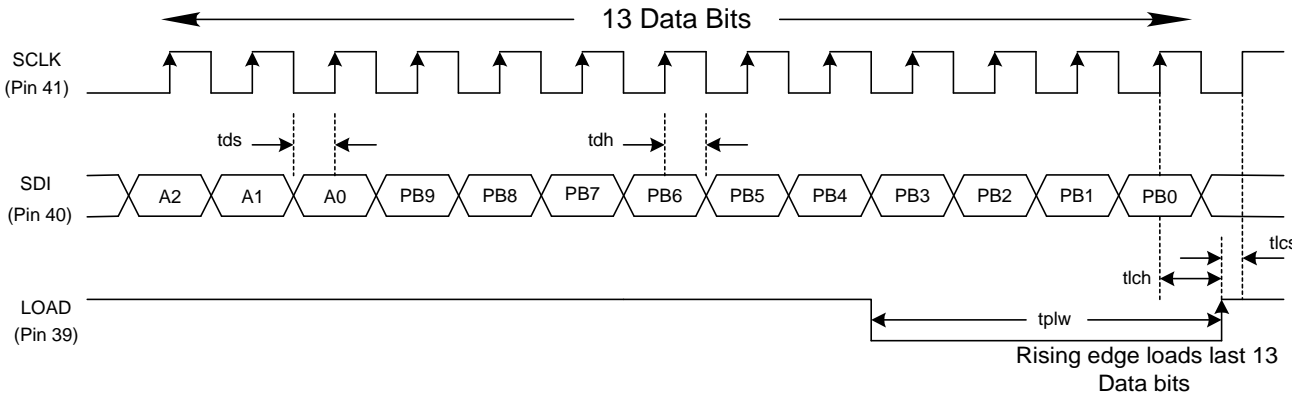 13 Data Bits
SCLK
(Pin 41)
tds
tdh
SDI
(Pin 40)
A2 A1 A0 PB9 PB8 PB7 PB6 PB5 PB4 PB3 PB2 PB1 PB0
tlcs
tlch
LOAD
(Pin 39)
tplw
Rising edge loads last 13
Data bits